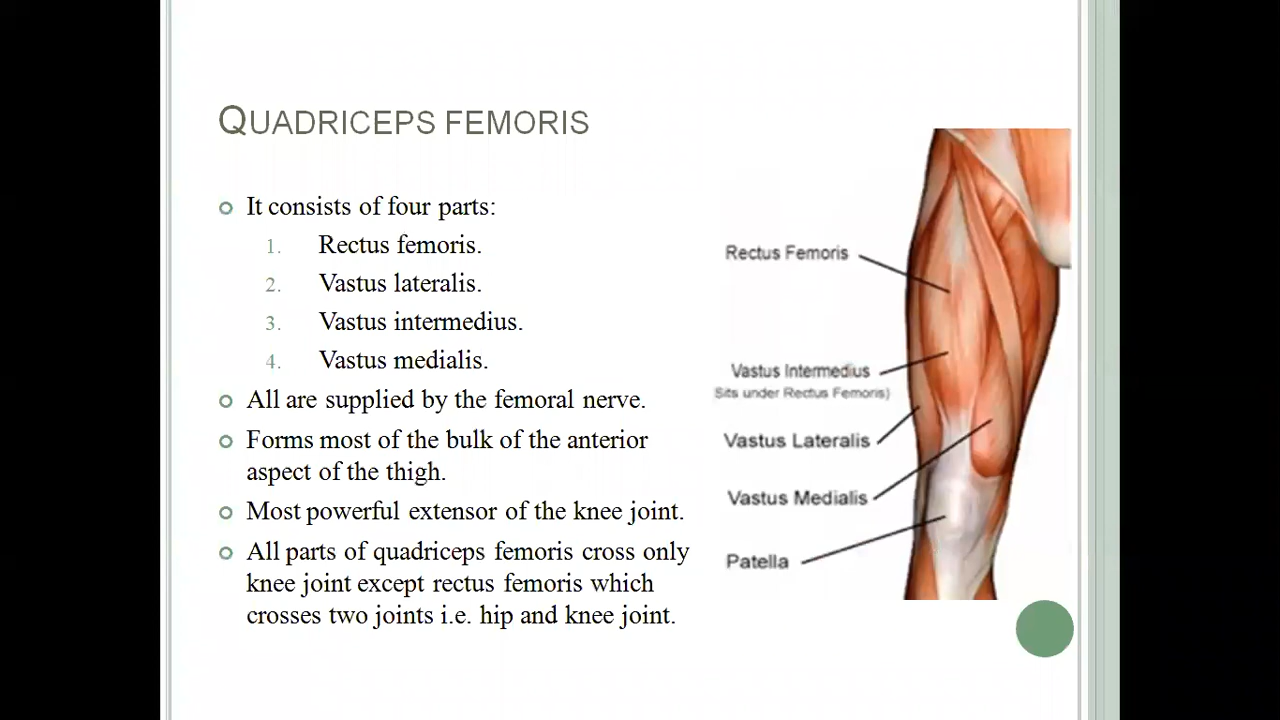 QUADRICEPS FEMORIS
It consists of four parts:
1. Rectus femoris.
2. Vastus lateralis.
3. Vastus intermedius.
4. Vastus medialis.
All are supplied by the femoral nerve.
Forms most of the bulk of the anterior
aspect of the thigh.
Most powerful extensor of the knee joint.
All parts of quadriceps femoris cross only
knee joint except rectus femoris which
crosses two joints i.e. hip and knee joint.
Rectus Femoris
Vastus Intermedius
Sits under Rectus Femoris)
Vastus Lateralis
Vastus Medialis
Patella